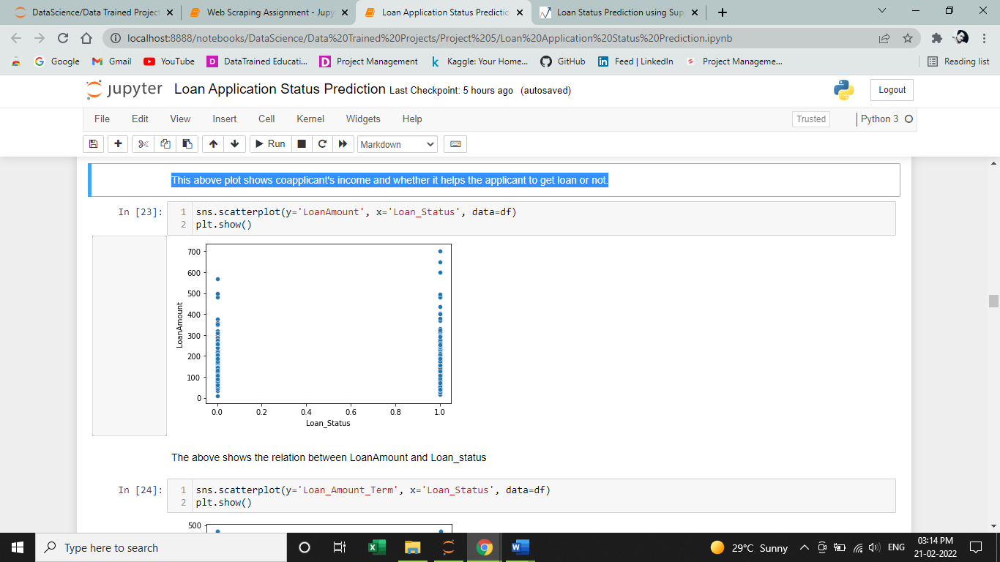 DataScience/Data Trained Project
Web Scraping Assignment - Jupy
Loan Application Status Predictio
Loan Status Prediction using Sup
localhost:8888/notebooks/DataScience/Data%20Trained%20Projects/Project%205/Loan%20Application%20Status%20Prediction.ipynb
Google
Gmail
YouTube
DataTrained Educati...
Project Management
Kaggle: Your Home...
GitHub
Feed | LinkedIn
Project Manageme...
Reading list
jupyter Loan Application Status Prediction Last Checkpoint: 5 hours ago (autosaved)
Logout
File Edit View Insert Cell Kernel Widgets Help
Trusted
Python 3
Run
Markdown
This above plot shows coapplicant's income and whether it helps the applicant to get loan or not.
In [23]:
1 sns.scatterplot(y='LoanAmount', x='Loan_Status', data=df)
2 plt.show()
700
600
500
400
300
200
100
0
LoanAmount
0.0 0.2 0.4 0.6 0.8 1.0
Loan_Status
The above shows the relation between LoanAmount and Loan_status
In [24]:
1 sns.scatterplot(y='Loan_Amount_Term', x='Loan_Status', data=df)
2 plt.show()
500
Type here to search
29°C Sunny
ENG
03:14 PM
21-02-2022